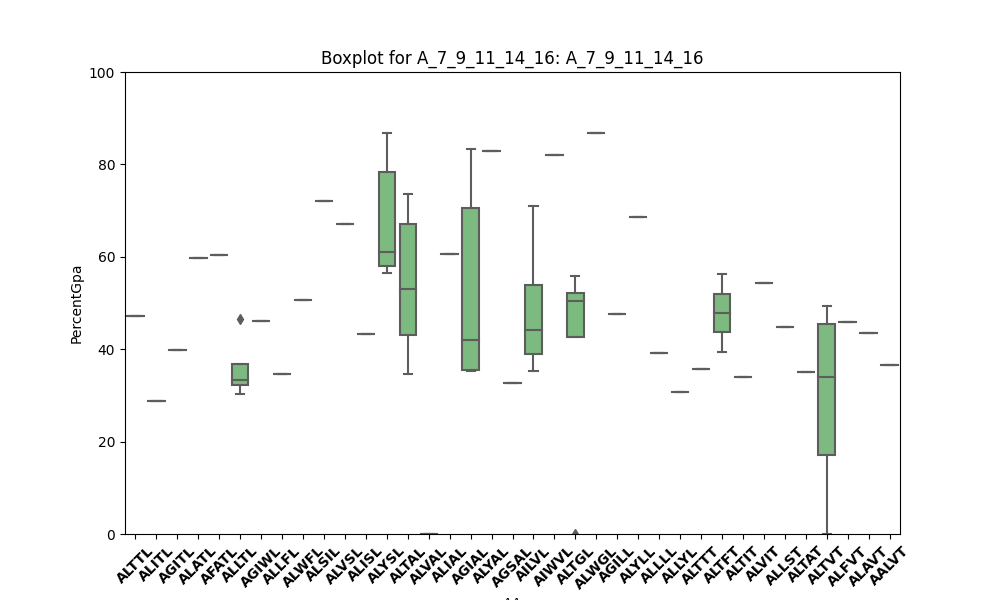 Boxplot for A_7_9_11_14_16: A_7_9_11_14_16
PercentGpa
100
80
60
40
20
0
ALTTL
ALITL
AGITL
ALATL
AFATL
ALLTL
AGIWL
ALLFL
ALWFL
ALSIL
ALVSL
ALISL
ALYSL
ALTAL
ALVAL
ALIAL
AGIAL
ALYAL
AGSAL
AILVL
AIWVL
ALTGL
ALWGL
AGILL
ALYLL
ALLLL
ALLYL
ALTTT
ALTFT
ALTIT
ALVIT
ALLST
ALTAT
ALTVT
ALFVT
ALAVT
AALVT